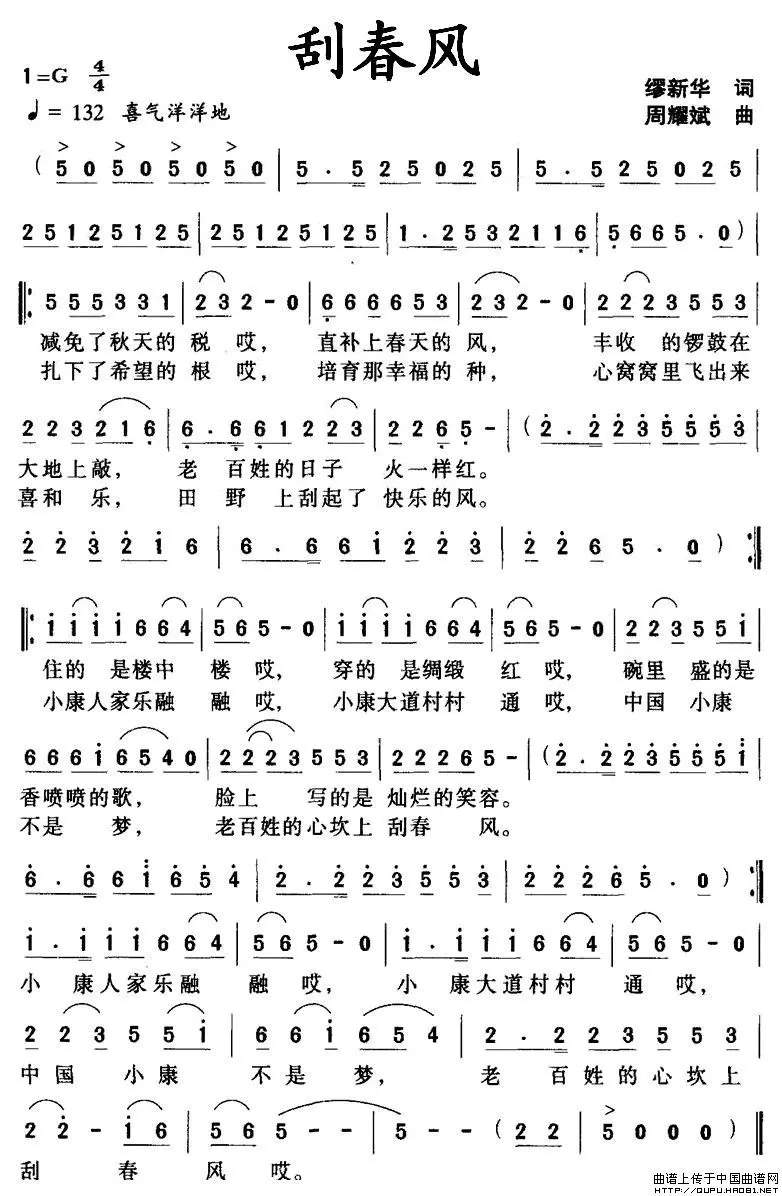 刮春风
1=G 4/4
♩= 132 喜气洋洋地
缪新华 词
周耀斌 曲
( 5 0 5 0 5 0 5 0 | 5 . 5 2 5 0 2 5 | 5 . 5 2 5 0 2 5 |
2 5 1 2 5 1 2 5 | 2 5 1 2 5 1 2 5 | 1 . 2 5 3 2 1 1 6 | 5 6 6 5 . 0 ) |
5 5 5 3 3 1 | 2 3 2 - 0 | 6 6 6 6 5 3 | 2 3 2 - 0 | 2 2 2 3 5 5 3 |
减免了秋天的 税 哎, 直补上春天的 风, 丰收 的锣鼓在
扎下了希望的 根 哎, 培育那幸福的 种, 心窝窝里飞出来
2 2 3 2 1 6 | 6 . 6 6 1 2 2 3 | 2 2 6 5 - | ( 2 . 2 2 3 5 5 5 3 |
大地上敲, 老 百姓的日子 火一样红。
喜和 乐, 田 野 上刮起了 快乐的风。
2 2 3 2 1 6 | 6 . 6 6 1 2 2 3 | 2 2 6 5 . 0 ) :|
1 1 1 1 6 6 4 | 5 6 5 - 0 | 1 1 1 1 6 6 4 | 5 6 5 - 0 | 2 2 3 5 5 1 |
住的 是楼中 楼 哎, 穿的 是绸缎 红 哎, 碗里 盛的是
小康人家乐融 融 哎, 小康大道村村 通 哎, 中国 小康
6 6 6 1 6 5 4 0 | 2 2 2 3 5 5 3 | 2 2 2 6 5 - | ( 2 . 2 2 3 5 5 5 1 |
香喷喷的歌, 脸上 写的是 灿烂的笑容。
不是 梦, 老百姓的心坎上 刮春 风。
6 . 6 6 1 6 5 4 | 2 . 2 2 3 5 5 3 | 2 2 2 6 5 . 0 ) :|
1 . 1 1 1 6 6 4 | 5 6 5 - 0 | 1 . 1 1 1 6 6 4 | 5 6 5 - 0 |
小 康人家乐融 融 哎, 小 康大道村村 通 哎,
2 2 3 5 5 1 | 6 6 1 6 5 4 | 2 . 2 2 3 5 5 3 |
中国 小康 不是 梦, 老 百姓的心坎上
2 2 - 1 6 | 5 6 5 - - | 5 - - ( 2 2 | 5 0 0 0 ) ‖
刮 春 风 哎。
曲谱上传于中国曲谱网
HTTP://QUPU.HAO81.NET